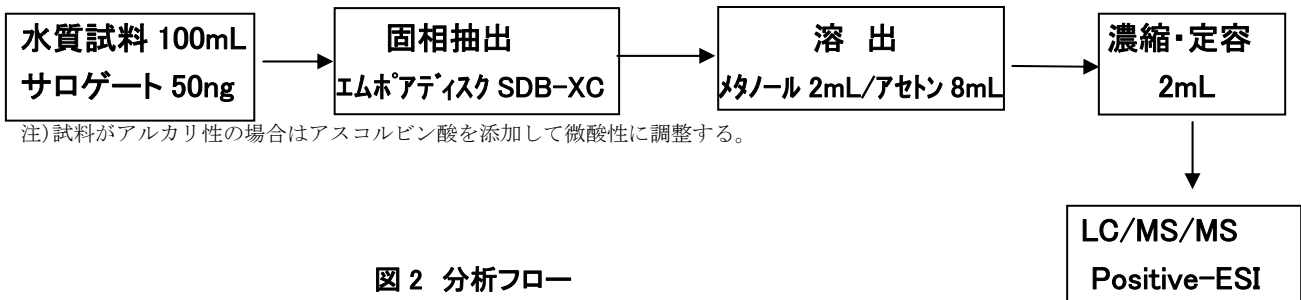 水質試料 100mL
サロゲート 50ng
固相抽出
エムポアディスク SDB-XC
溶 出
メタノール 2mL/アセトン 8mL
濃縮・定容
2mL
注)試料がアルカリ性の場合はアスコルビン酸を添加して微酸性に調整する。
LC/MS/MS
Positive-ESI
図 2 分析フロー